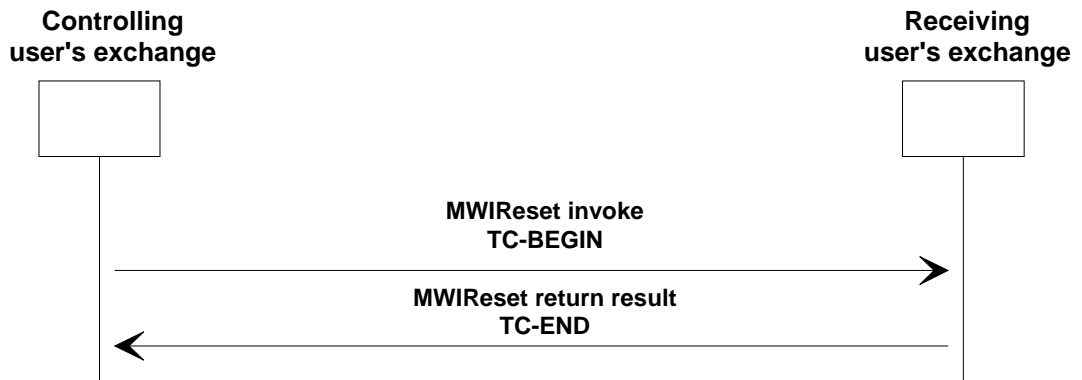 Controlling
user's exchange
Receiving
user's exchange
MWIReset invoke
TC-BEGIN
MWIReset return result
TC-END